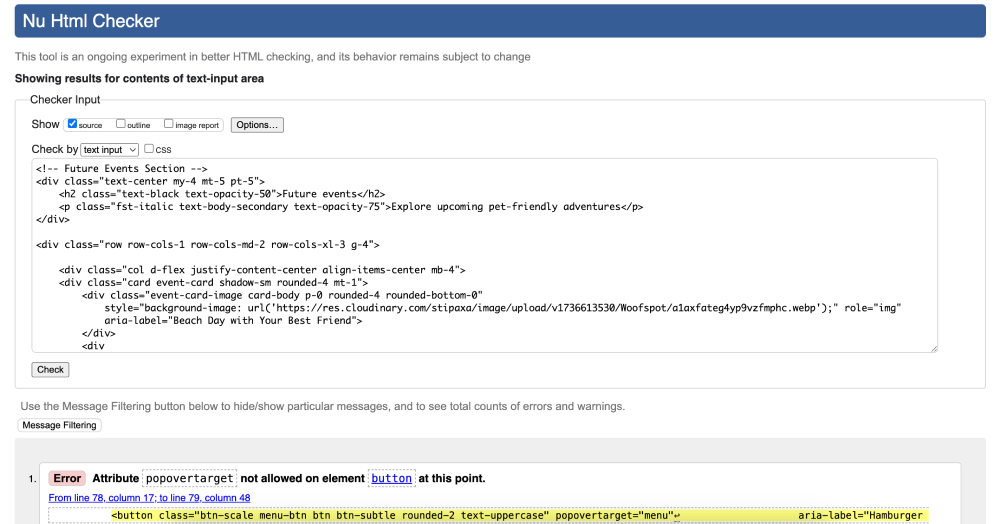 Nu Html Checker
This tool is an ongoing experiment in better HTML checking, and its behavior remains subject to change
Showing results for contents of text-input area
Checker Input
Show source outline image report Options...
Check by text input css
<!-- Future Events Section -->
<div class="text-center my-4 mt-5 pt-5">
    <h2 class="text-black text-opacity-50">Future events</h2>
    <p class="fst-italic text-body-secondary text-opacity-75">Explore upcoming pet-friendly adventures</p>
</div>
<div class="row row-cols-1 row-cols-md-2 row-cols-xl-3 g-4">
    <div class="col d-flex justify-content-center align-items-center mb-4">
    <div class="card event-card shadow-sm rounded-4 mt-1">
        <div class="event-card-image card-body p-0 rounded-4 rounded-bottom-0"
            style="background-image: url('https://res.cloudinary.com/stipaxa/image/upload/v1736613530/Woofspot/a1axfateg4yp9vzfmphc.webp');" role="img"
            aria-label="Beach Day with Your Best Friend">
        </div>
        <div
Check
Use the Message Filtering button below to hide/show particular messages, and to see total counts of errors and warnings.
Message Filtering
1. Error Attribute popovertarget not allowed on element button at this point.
From line 78, column 17; to line 79, column 48
<button class="btn-scale menu-btn btn btn-subtle rounded-2 text-uppercase" popovertarget="menu"↩ aria-label="Hamburger